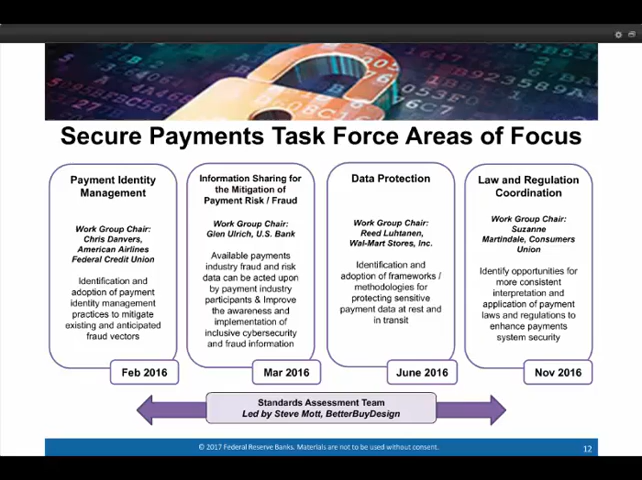 Secure Payments Task Force Areas of Focus
Payment Identity
Management
Work Group Chair:
Chris Danvers,
American Airlines
Federal Credit Union
Identification and
adoption of payment
identity management
practices to mitigate
existing and anticipated
fraud vectors
Feb 2016
Information Sharing for
the Mitigation of
Payment Risk / Fraud
Work Group Chair:
Glen Ulrich, U.S. Bank
Available payments
industry fraud and risk
data can be acted upon
by payment industry
participants & Improve
the awareness and
implementation of
inclusive cybersecurity
and fraud information
Mar 2016
Data Protection
Work Group Chair:
Reed Luhtanen,
Wal-Mart Stores, Inc.
Identification and
adoption of frameworks /
methodologies for
protecting sensitive
payment data at rest and
in transit
June 2016
Law and Regulation
Coordination
Work Group Chair:
Suzanne
Martindale, Consumers
Union
Identify opportunities for
more consistent
interpretation and
application of payment
laws and regulations to
enhance payments
system security
Nov 2016
Standards Assessment Team
Led by Steve Mott, BetterBuyDesign
© 2017 Federal Reserve Banks. Materials are not to be used without consent.
12